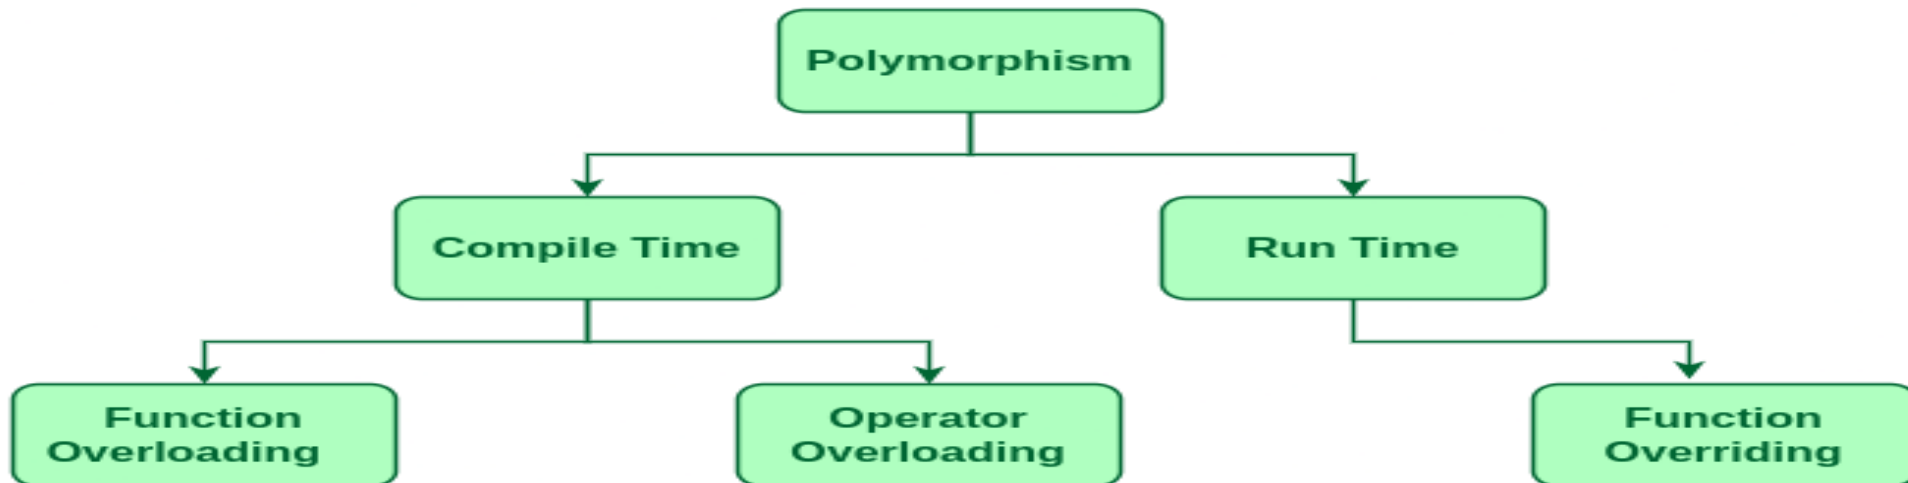 Polymorphism
Compile Time
Run Time
Function
Overloading
Operator
Overloading
Function
Overriding